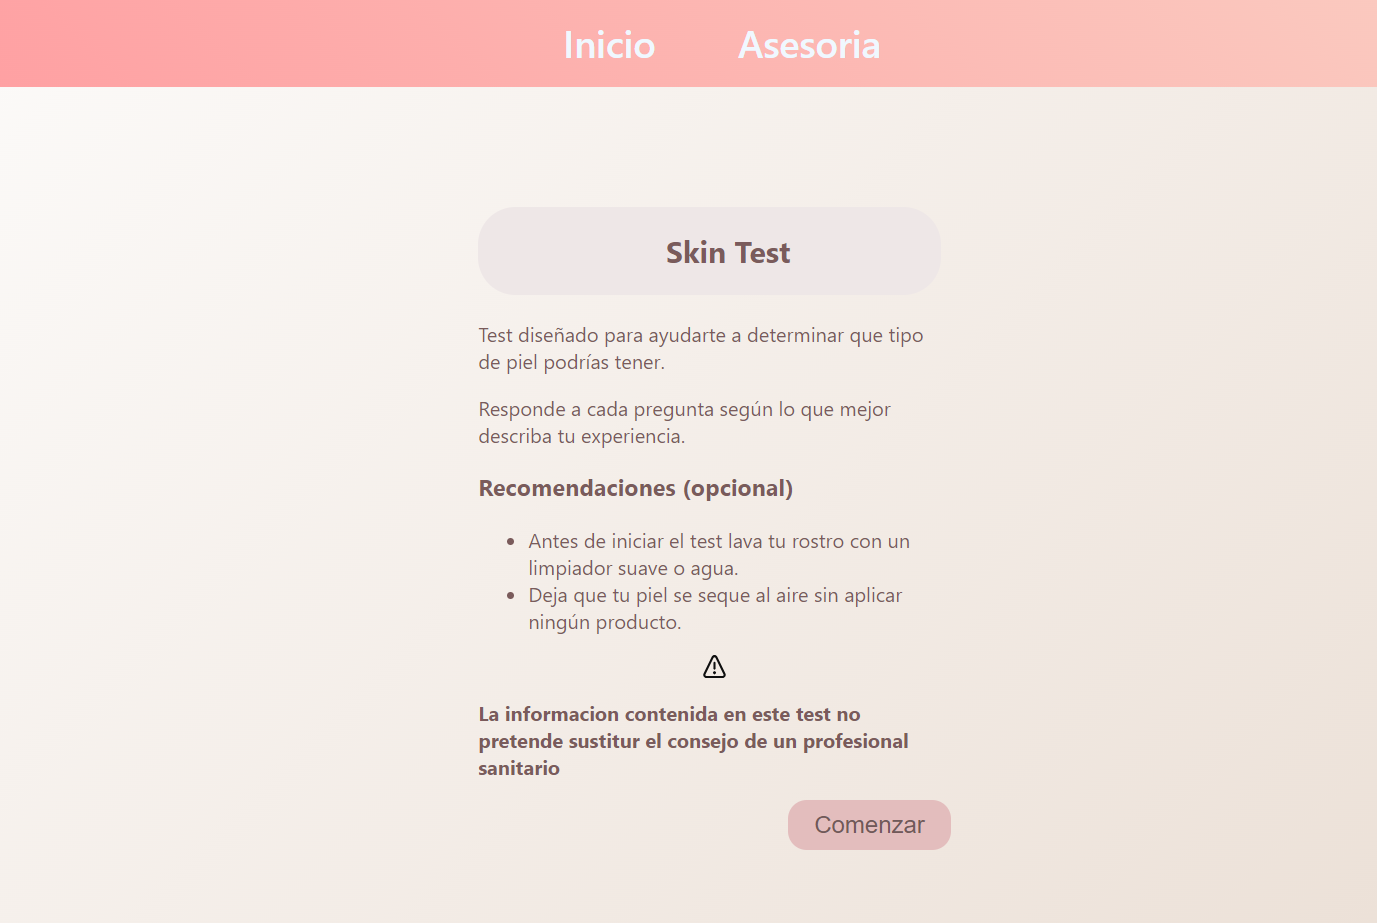 Inicio Asesoria
Skin Test
Test diseñado para ayudarte a determinar que tipo
de piel podrías tener.
Responde a cada pregunta según lo que mejor
describa tu experiencia.
Recomendaciones (opcional)
• Antes de iniciar el test lava tu rostro con un
limpiador suave o agua.
• Deja que tu piel se seque al aire sin aplicar
ningún producto.
La informacion contenida en este test no
pretende sustitur el consejo de un profesional
sanitario
Comenzar